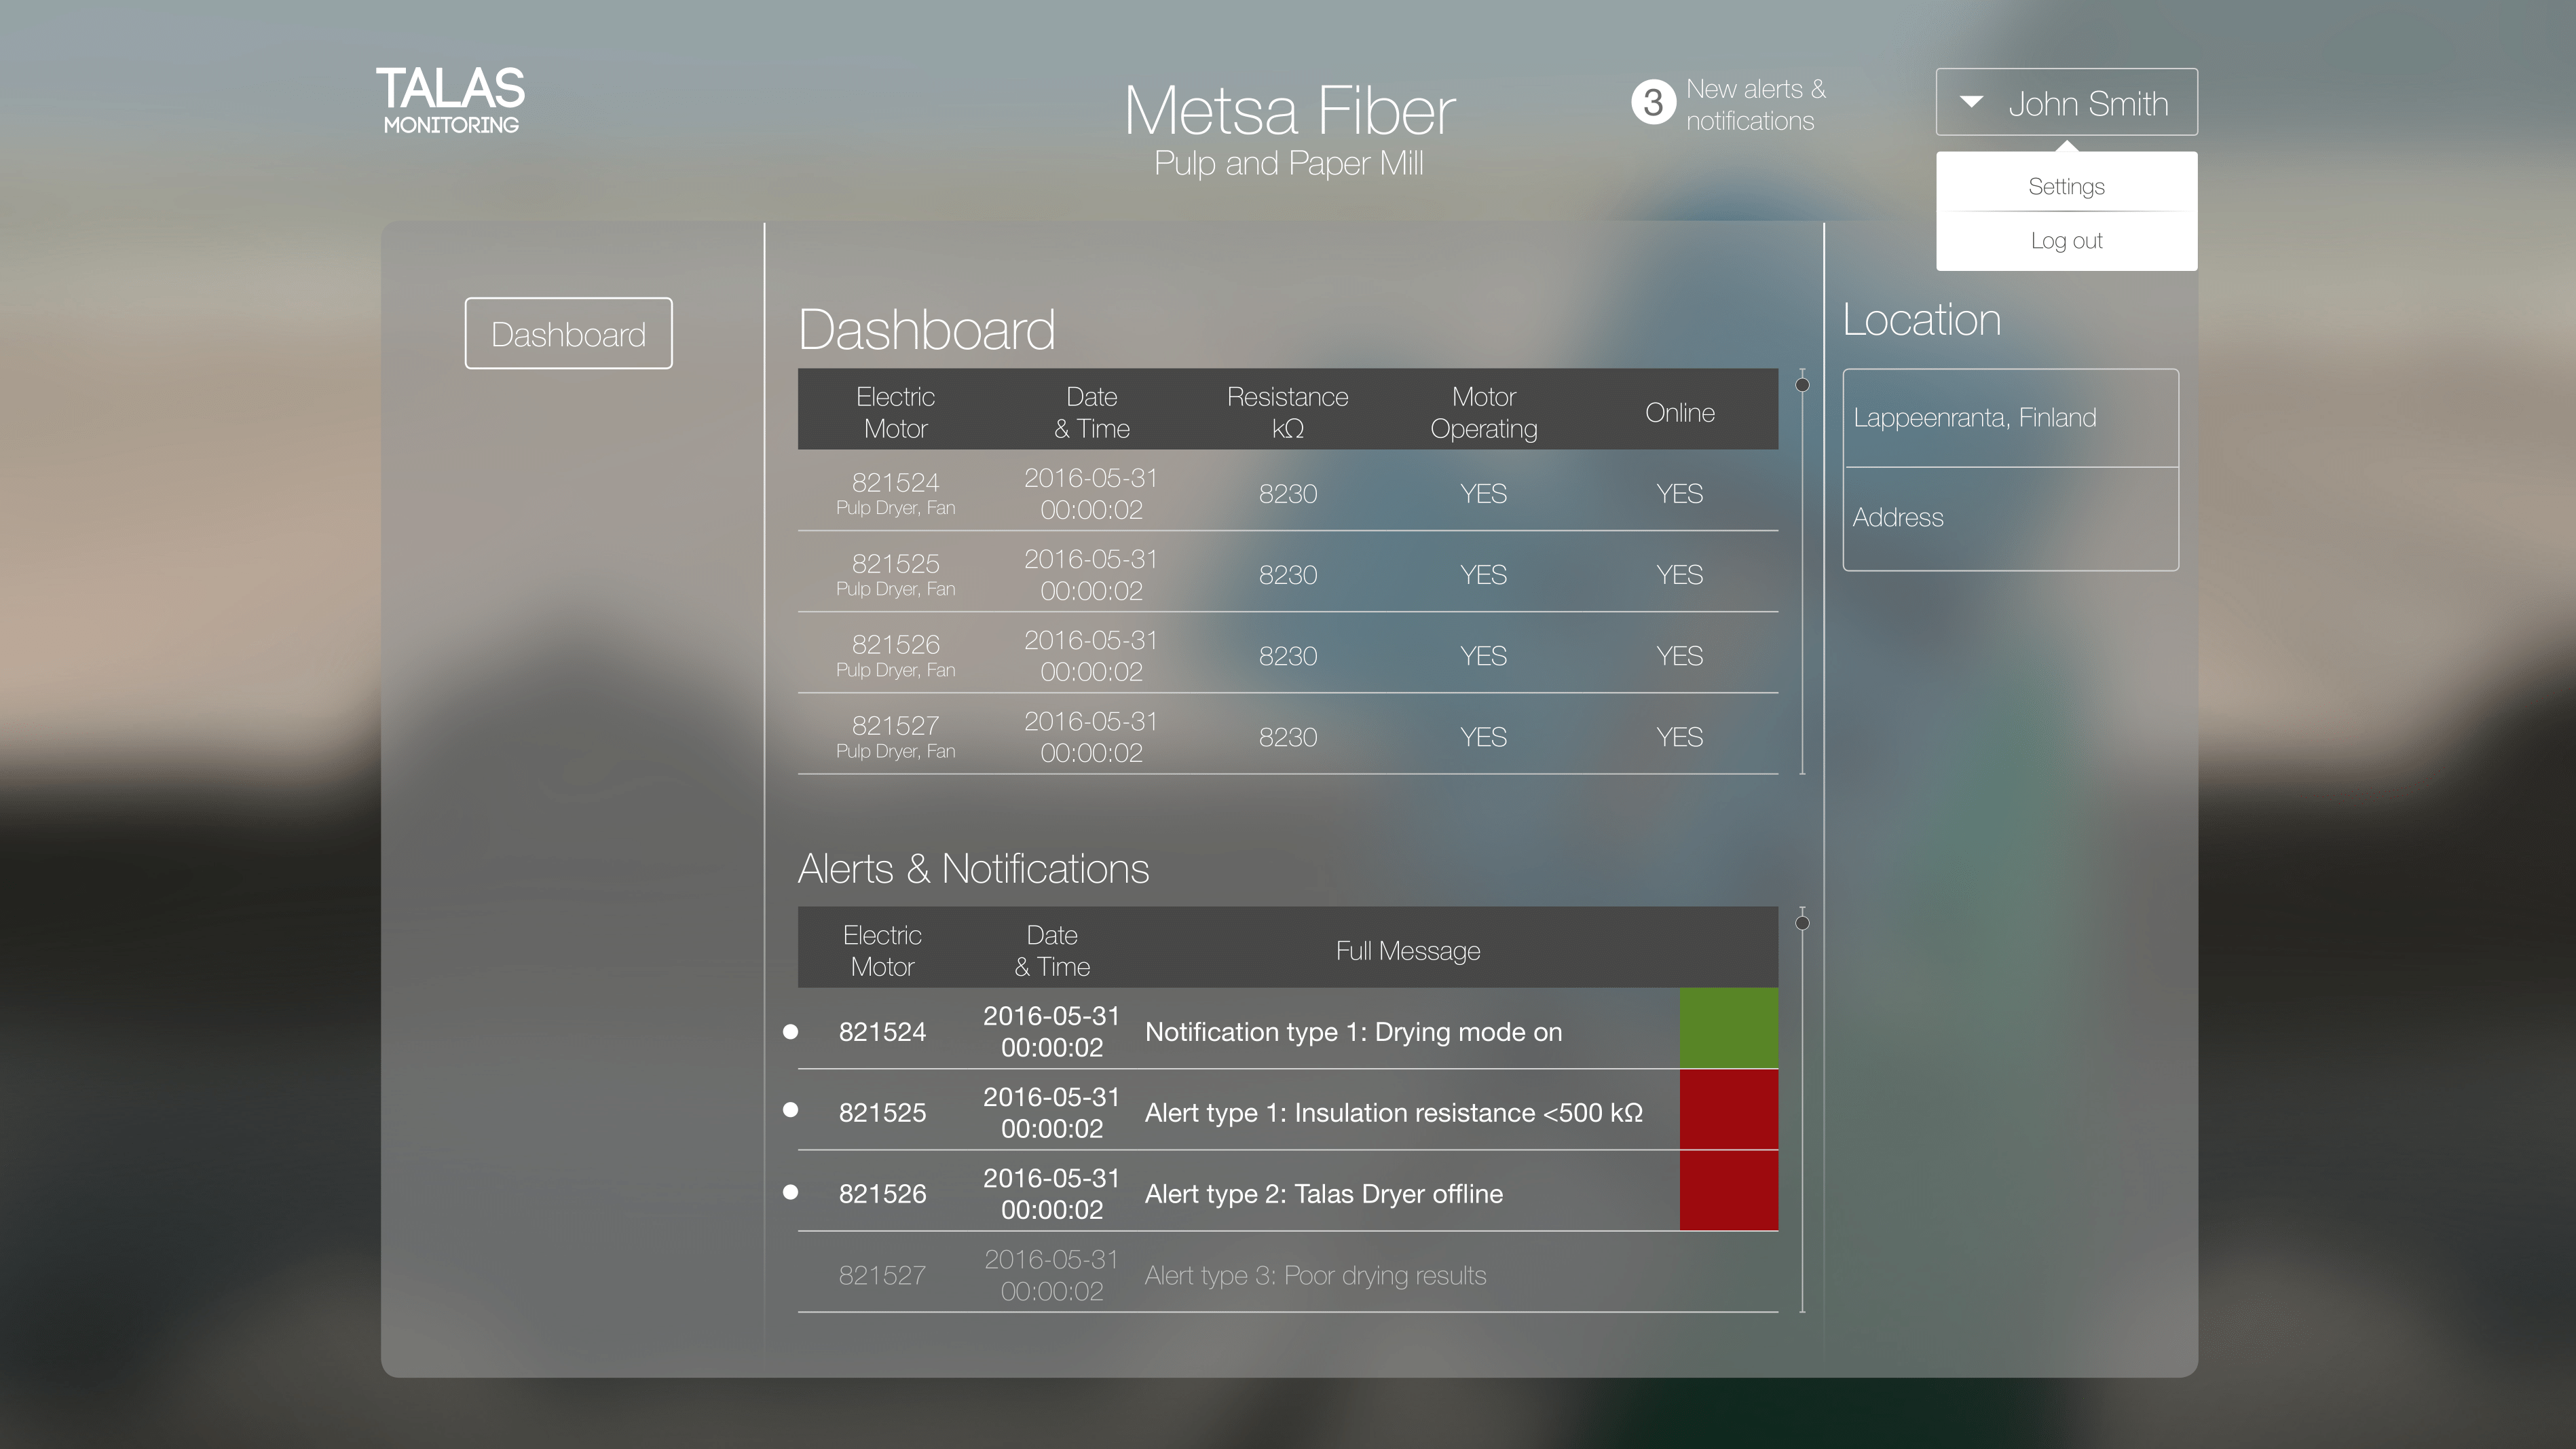 TALAS
MONITORING
Metsa Fiber
Pulp and Paper Mill
3
New alerts &
notifications
John Smith
Settings
Log out
Dashboard
Dashboard
Electric
Motor
Date
& Time
Resistance
kΩ
Motor
Operating
Online
821524
Pulp Dryer, Fan
2016-05-31
00:00:02
8230
YES
YES
821525
Pulp Dryer, Fan
2016-05-31
00:00:02
8230
YES
YES
821526
Pulp Dryer, Fan
2016-05-31
00:00:02
8230
YES
YES
821527
Pulp Dryer, Fan
2016-05-31
00:00:02
8230
YES
YES
Location
Lappeenranta, Finland
Address
Alerts & Notifications
Electric
Motor
Date
& Time
Full Message
821524
2016-05-31
00:00:02
Notification type 1: Drying mode on
821525
2016-05-31
00:00:02
Alert type 1: Insulation resistance <500 kΩ
821526
2016-05-31
00:00:02
Alert type 2: Talas Dryer offline
821527
2016-05-31
00:00:02
Alert type 3: Poor drying results